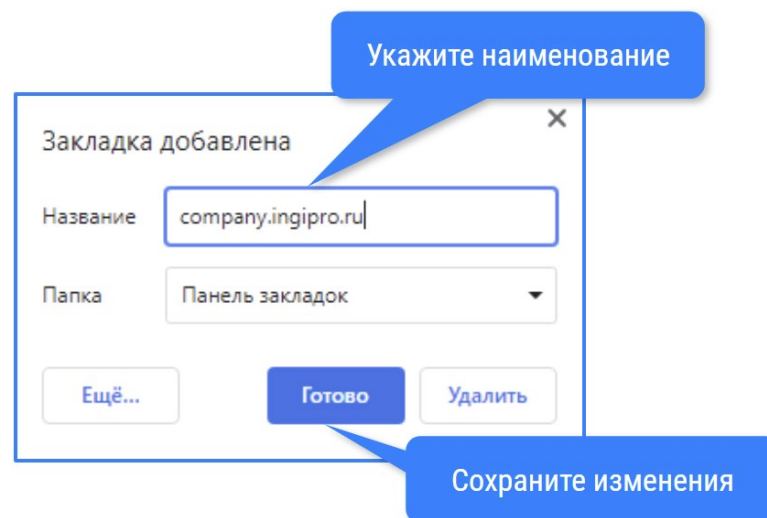 Укажите наименование
Закладка добавлена
Название company.ingipro.ru
Папка Панель закладок
Ещё... Готово Удалить
Сохраните изменения